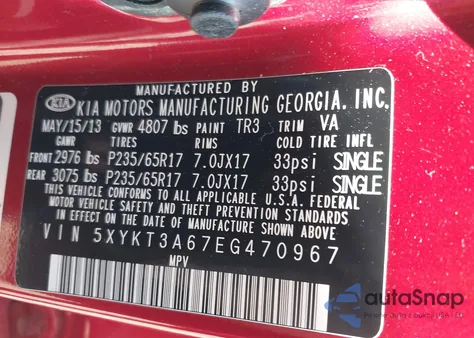 MANUFACTURED BY
KIA KIA MOTORS MANUFACTURING GEORGIA, INC.
MAY/15/13 GVWR 4807 lbs PAINT TR3 TRIM VA
GAWR TIRES RIMS COLD TIRE INFL
FRONT 2976 lbs P235/65R17 7.0JX17 33psi SINGLE
REAR 3075 lbs P235/65R17 7.0JX17 33psi SINGLE
THIS VEHICLE CONFORMS TO ALL APPLICABLE U.S.A. FEDERAL
MOTOR VEHICLE SAFTY AND THEFT PREVENTION STANDARDS
IN EFFECT ON THE DATE OF MANUFACTURE SHOWN ABOVE.
VIN 5XYKT3A67EG470967
MPV
autoSnap